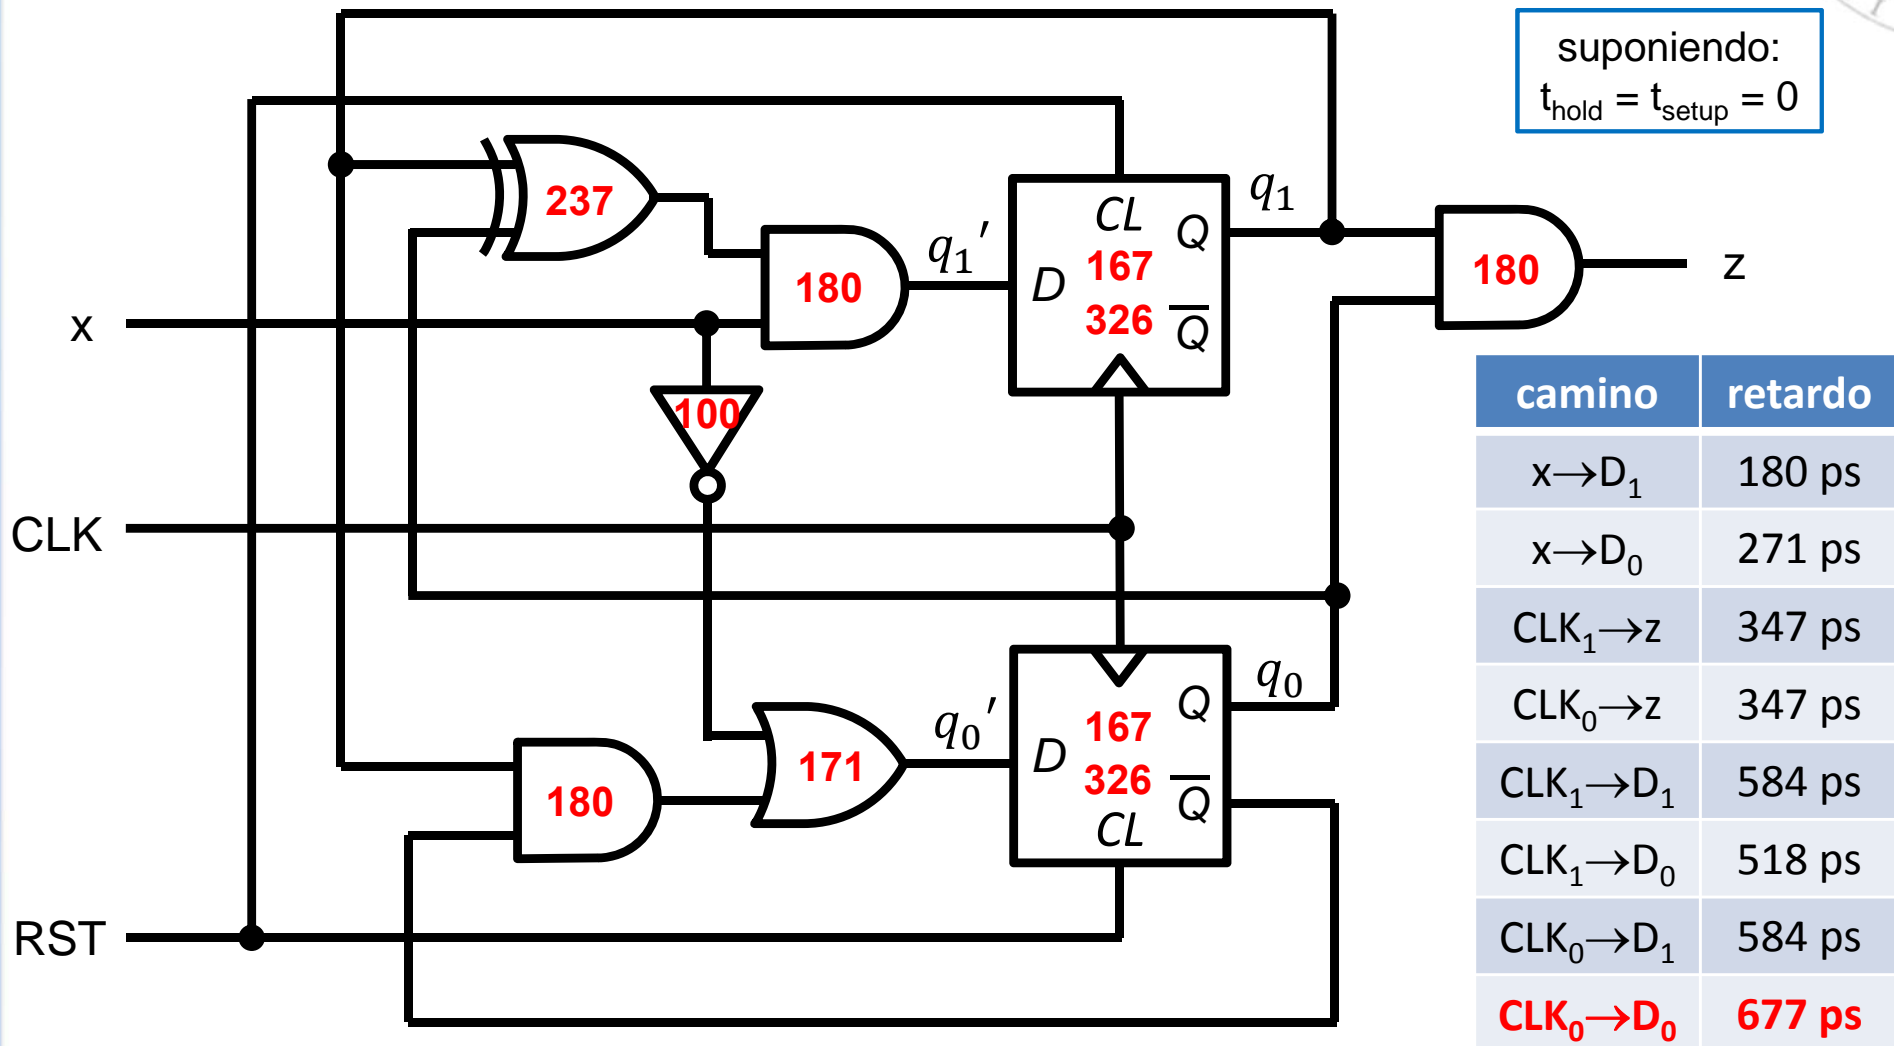 suponiendo:
t_hold = t_setup = 0
237
180
q₁′
CL
167
326
D
Q
Q̅
q₁
180
z
x
100
CLK
camino retardo
x→D₁ 180 ps
x→D₀ 271 ps
CLK₁→z 347 ps
CLK₀→z 347 ps
CLK₁→D₁ 584 ps
CLK₁→D₀ 518 ps
CLK₀→D₁ 584 ps
CLK₀→D₀ 677 ps
180
171
q₀′
D
167
326
CL
Q
Q̅
q₀
RST